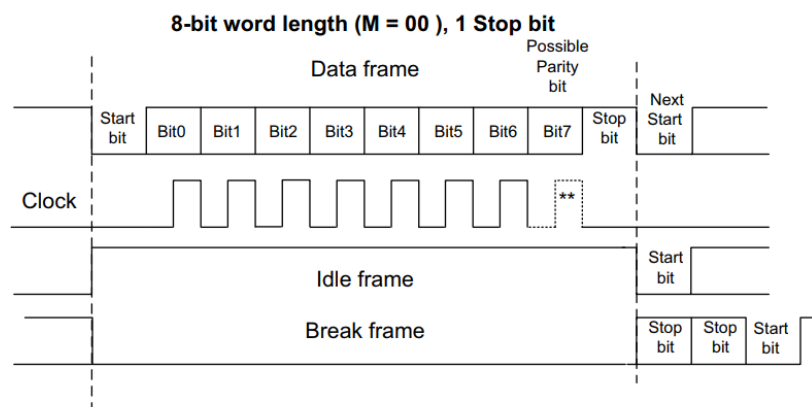 8-bit word length (M = 00 ), 1 Stop bit
Data frame
Possible
Parity
bit
Start
bit
Bit0
Bit1
Bit2
Bit3
Bit4
Bit5
Bit6
Bit7
Stop
bit
Next
Start
bit
Clock
**
Idle frame
Start
bit
Break frame
Stop
bit
Stop
bit
Start
bit